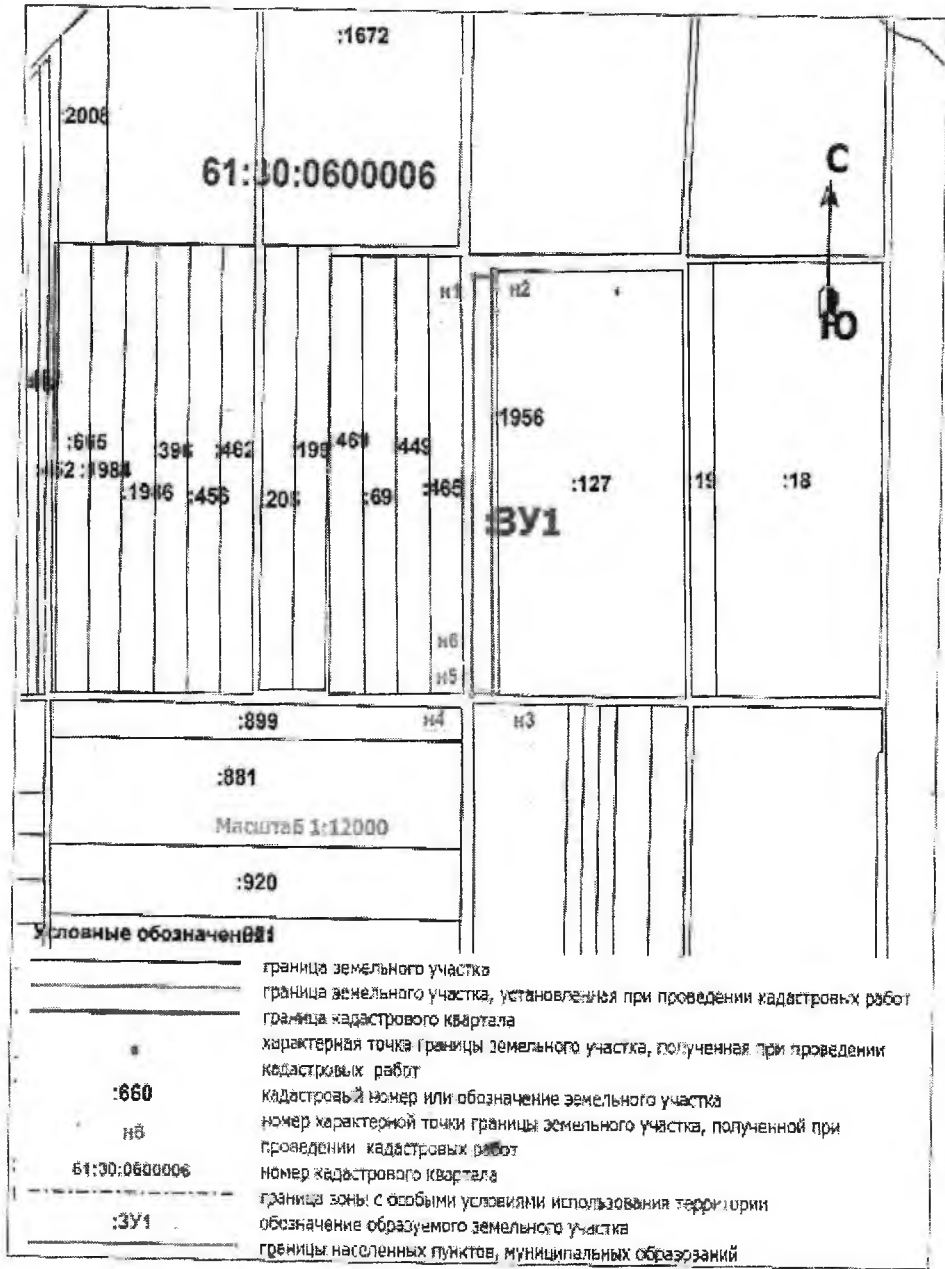 :1672
:2008
61:30:0600006
С
Ю
н1
н2
1956
:665
:396
:462
:199
:449
:1984
:1966
:456
:69
:465
:127
:19
:18
:ЗУ1
н6
н5
:899
н4
н3
:881
Масштаб 1:12000
:920
Условные обозначения
граница земельного участка
граница земельного участка, установленная при проведении кадастровых работ
граница кадастрового квартала
характерная точка границы земельного участка, полученная при проведении
кадастровых работ
:660
кадастровый номер или обозначение земельного участка
н6
номер характерной точки границы земельного участка, полученной при
проведении кадастровых работ
61:30:0600006
номер кадастрового квартала
граница зоны с особыми условиями использования территории
:ЗУ1
обозначение образуемого земельного участка
границы населенных пунктов, муниципальных образований